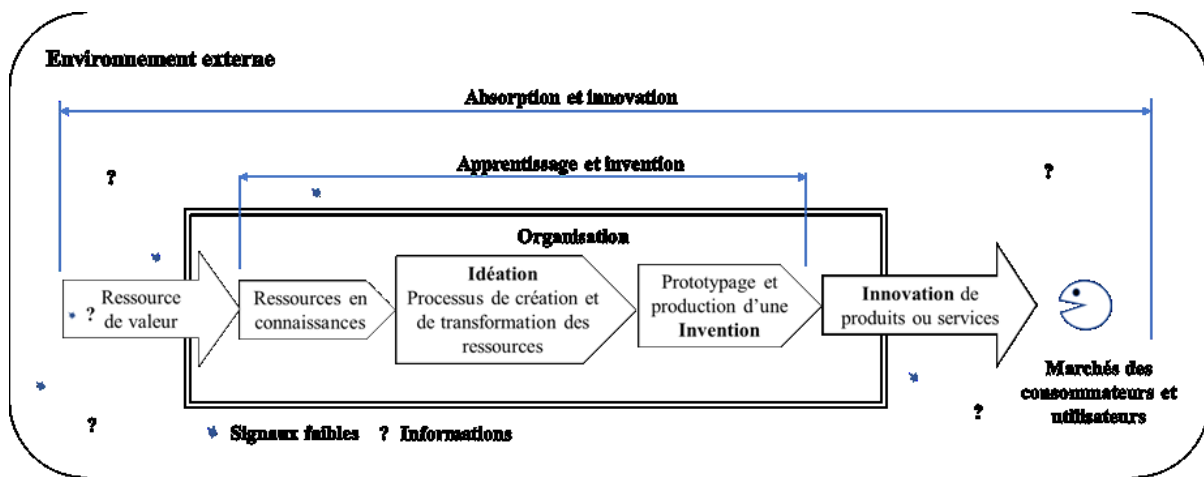 Environnement externe
Absorption et innovation
Apprentissage et invention
?
?
Organisation
? Ressource
de valeur
Ressources en
connaissances
Idéation
Processus de création et
de transformation des
ressources
Prototypage et
production d’une
Invention
Innovation de
produits ou services
Marchés des
consommateurs et
utilisateurs
?
?
Signaux faibles ? Informations